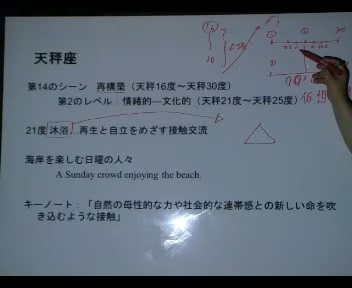 天秤座
第14のシーン 再構築（天秤16度～天秤30度）
第2のレベル：情緒的―文化的（天秤21度～天秤25度）
21度 沐浴…再生と自立をめざす接触交流
海岸を楽しむ日曜の人々
A Sunday crowd enjoying the beach.
キーノート：「自然の母性的な力や社会的な連帯感との新しい命を吹
き込むような接触」